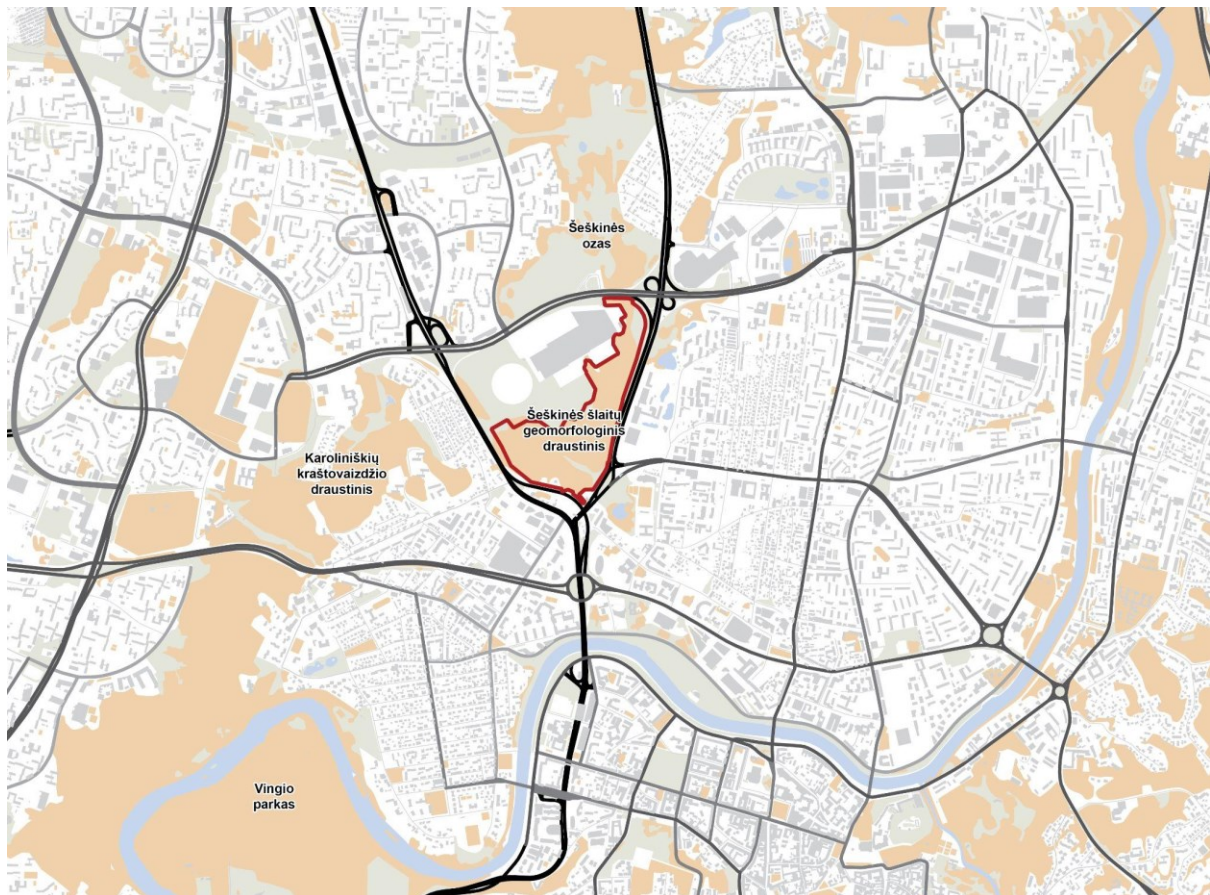 Šeškinės
ozas
Šeškinės šlaitų
geomorfologinis
draustinis
Karoliniškių
kraštovaizdžio
draustinis
Vingio
parkas